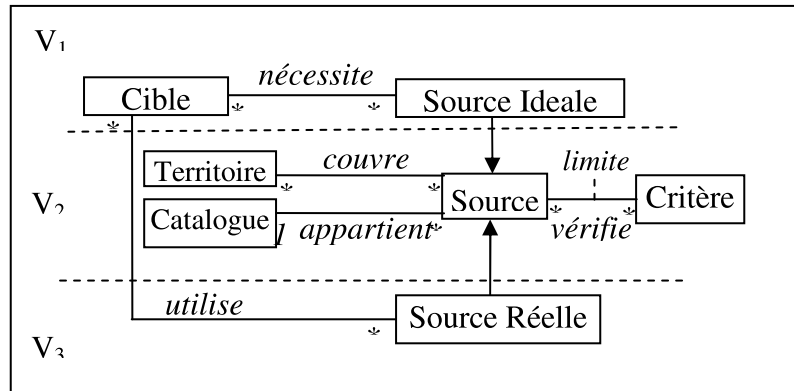 V₁
nécessite
Cible * * Source Ideale
*
couvre limite
Territoire * * Source Critère
V₂
Catalogue * *
1 appartient * vérifie
utilise
Source Réelle
*
V₃